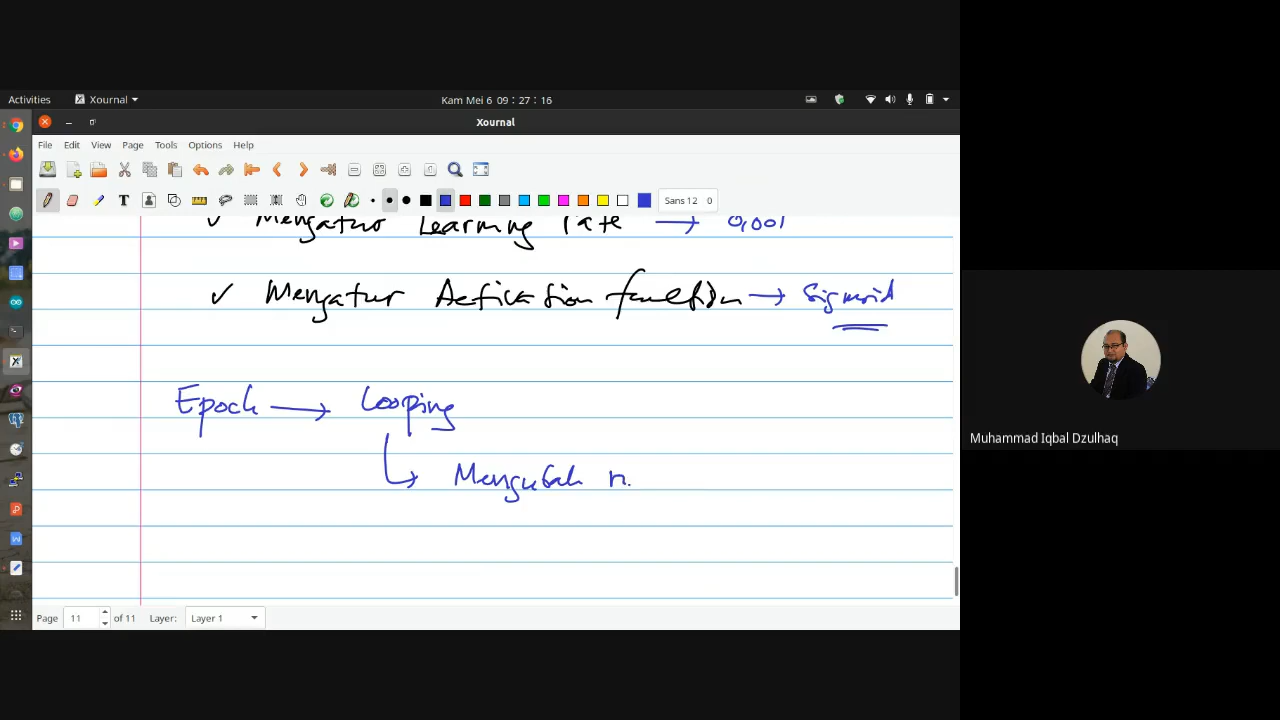 Activities Xournal Kam Mei 6 09 : 27 : 16
Xournal
File Edit View Page Tools Options Help
Sans 12 0
✓ Mengatur Learning rate → 0,001
✓ Mengatur Activation function → Sigmoid
Epoch → Looping
↳ Mengubah n
Muhammad Iqbal Dzulhaq
Page 11 of 11 Layer: Layer 1